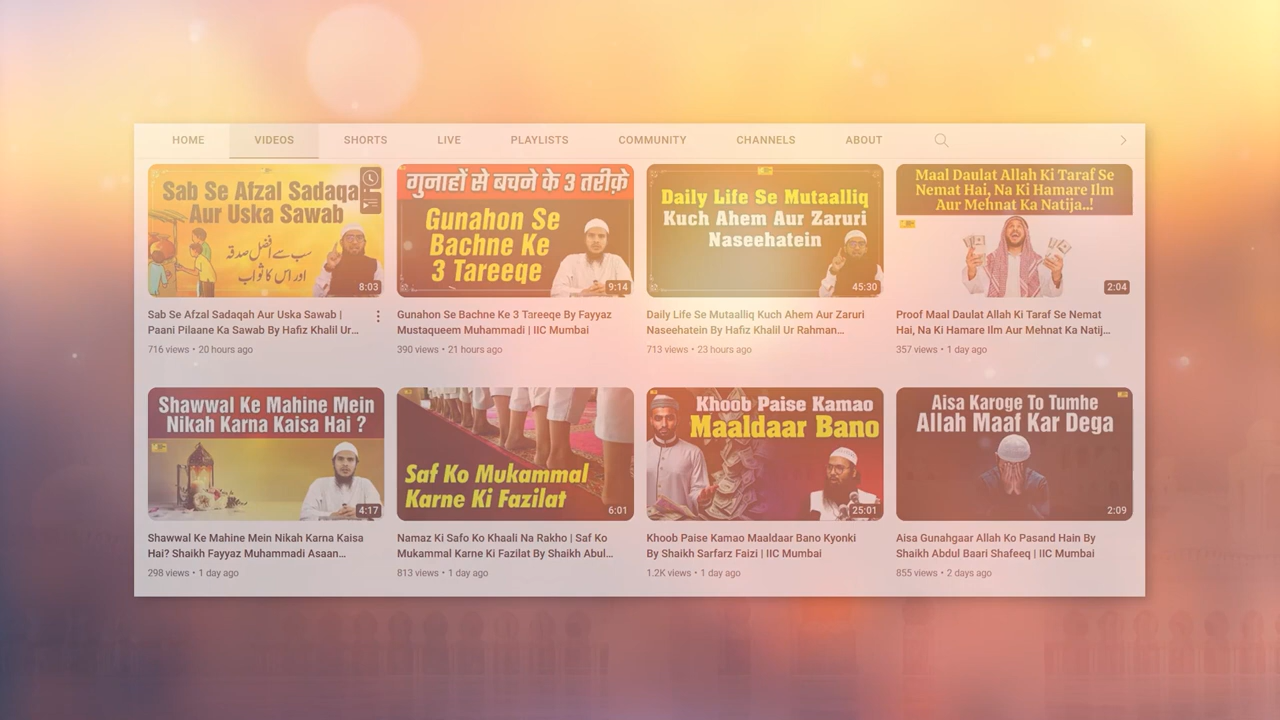 HOME VIDEOS SHORTS LIVE PLAYLISTS COMMUNITY CHANNELS ABOUT
Sab Se Afzal Sadaqa
Aur Uska Sawab
سب سے افضل صدقہ
اور اس کا ثواب
8:03
Sab Se Afzal Sadaqah Aur Uska Sawab |
Paani Pilaane Ka Sawab By Hafiz Khalil Ur...
716 views • 20 hours ago
गुनाहों से बचने के 3 तरीक़े
Gunahon Se
Bachne Ke
3 Tareeqe
9:14
Gunahon Se Bachne Ke 3 Tareeqe By Fayyaz
Mustaqueem Muhammadi | IIC Mumbai
390 views • 21 hours ago
Daily Life Se Mutaalliq
Kuch Ahem Aur Zaruri
Naseehatein
45:30
Daily Life Se Mutaalliq Kuch Ahem Aur Zaruri
Naseehatein By Hafiz Khalil Ur Rahman...
713 views • 23 hours ago
Maal Daulat Allah Ki Taraf Se
Nemat Hai, Na Ki Hamare Ilm
Aur Mehnat Ka Natija..!
2:04
Proof Maal Daulat Allah Ki Taraf Se Nemat
Hai, Na Ki Hamare Ilm Aur Mehnat Ka Natij...
357 views • 1 day ago
Shawwal Ke Mahine Mein
Nikah Karna Kaisa Hai ?
4:17
Shawwal Ke Mahine Mein Nikah Karna Kaisa
Hai? Shaikh Fayyaz Muhammadi Asaan...
298 views • 1 day ago
Saf Ko Mukammal
Karne Ki Fazilat
6:01
Namaz Ki Safo Ko Khaali Na Rakho | Saf Ko
Mukammal Karne Ki Fazilat By Shaikh Abul...
813 views • 1 day ago
Khoob Paise Kamao
Maaldaar Bano
25:01
Khoob Paise Kamao Maaldaar Bano Kyonki
By Shaikh Sarfarz Faizi | IIC Mumbai
1.2K views • 1 day ago
Aisa Karoge To Tumhe
Allah Maaf Kar Dega
2:09
Aisa Gunahgaar Allah Ko Pasand Hain By
Shaikh Abdul Baari Shafeeq | IIC Mumbai
855 views • 2 days ago